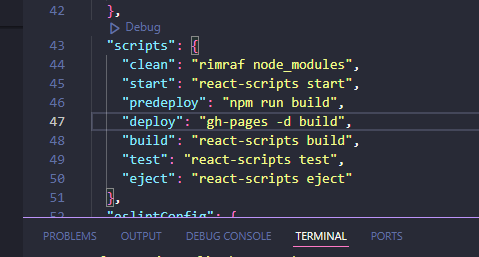 42 },
Debug
43 "scripts": {
44 "clean": "rimraf node_modules",
45 "start": "react-scripts start",
46 "predeploy": "npm run build",
47 "deploy": "gh-pages -d build",
48 "build": "react-scripts build",
49 "test": "react-scripts test",
50 "eject": "react-scripts eject"
51 },
52 "eslintConfig": {
PROBLEMS OUTPUT DEBUG CONSOLE TERMINAL PORTS